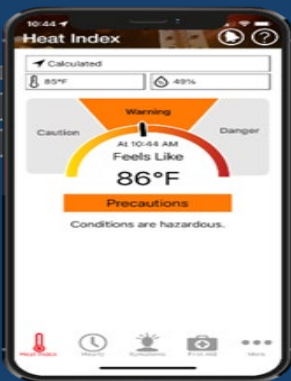 10:44
Heat Index
?
Calculated
85°F
49%
Warning
Caution
Danger
At 10:44 AM
Feels Like
86°F
Precautions
Conditions are hazardous.
Heat Index
Hourly
Symptoms
First Aid
More